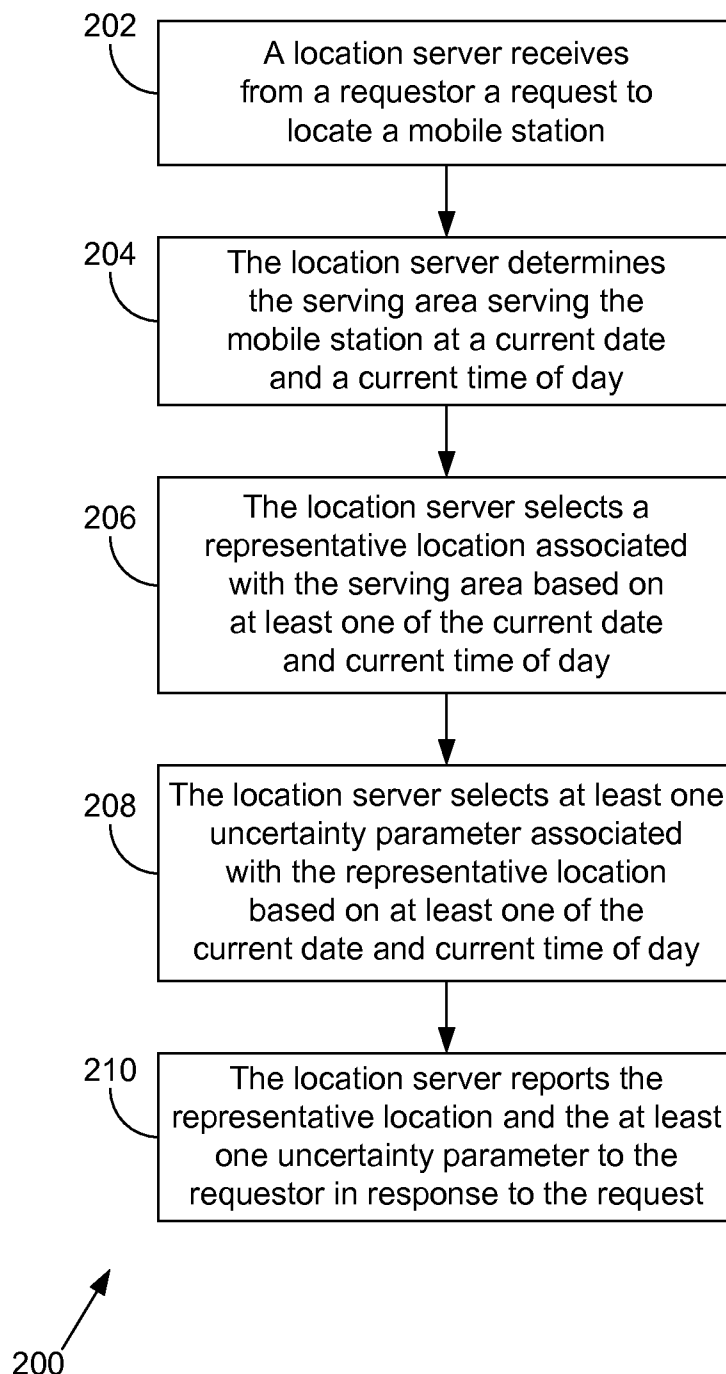 202
A location server receives
from a requestor a request to
locate a mobile station
204
The location server determines
the serving area serving the
mobile station at a current date
and a current time of day
206
The location server selects a
representative location associated
with the serving area based on
at least one of the current date
and current time of day
208
The location server selects at least one
uncertainty parameter associated
with the representative location
based on at least one of the
current date and current time of day
210
The location server reports the
representative location and the at least
one uncertainty parameter to the
requestor in response to the request
200